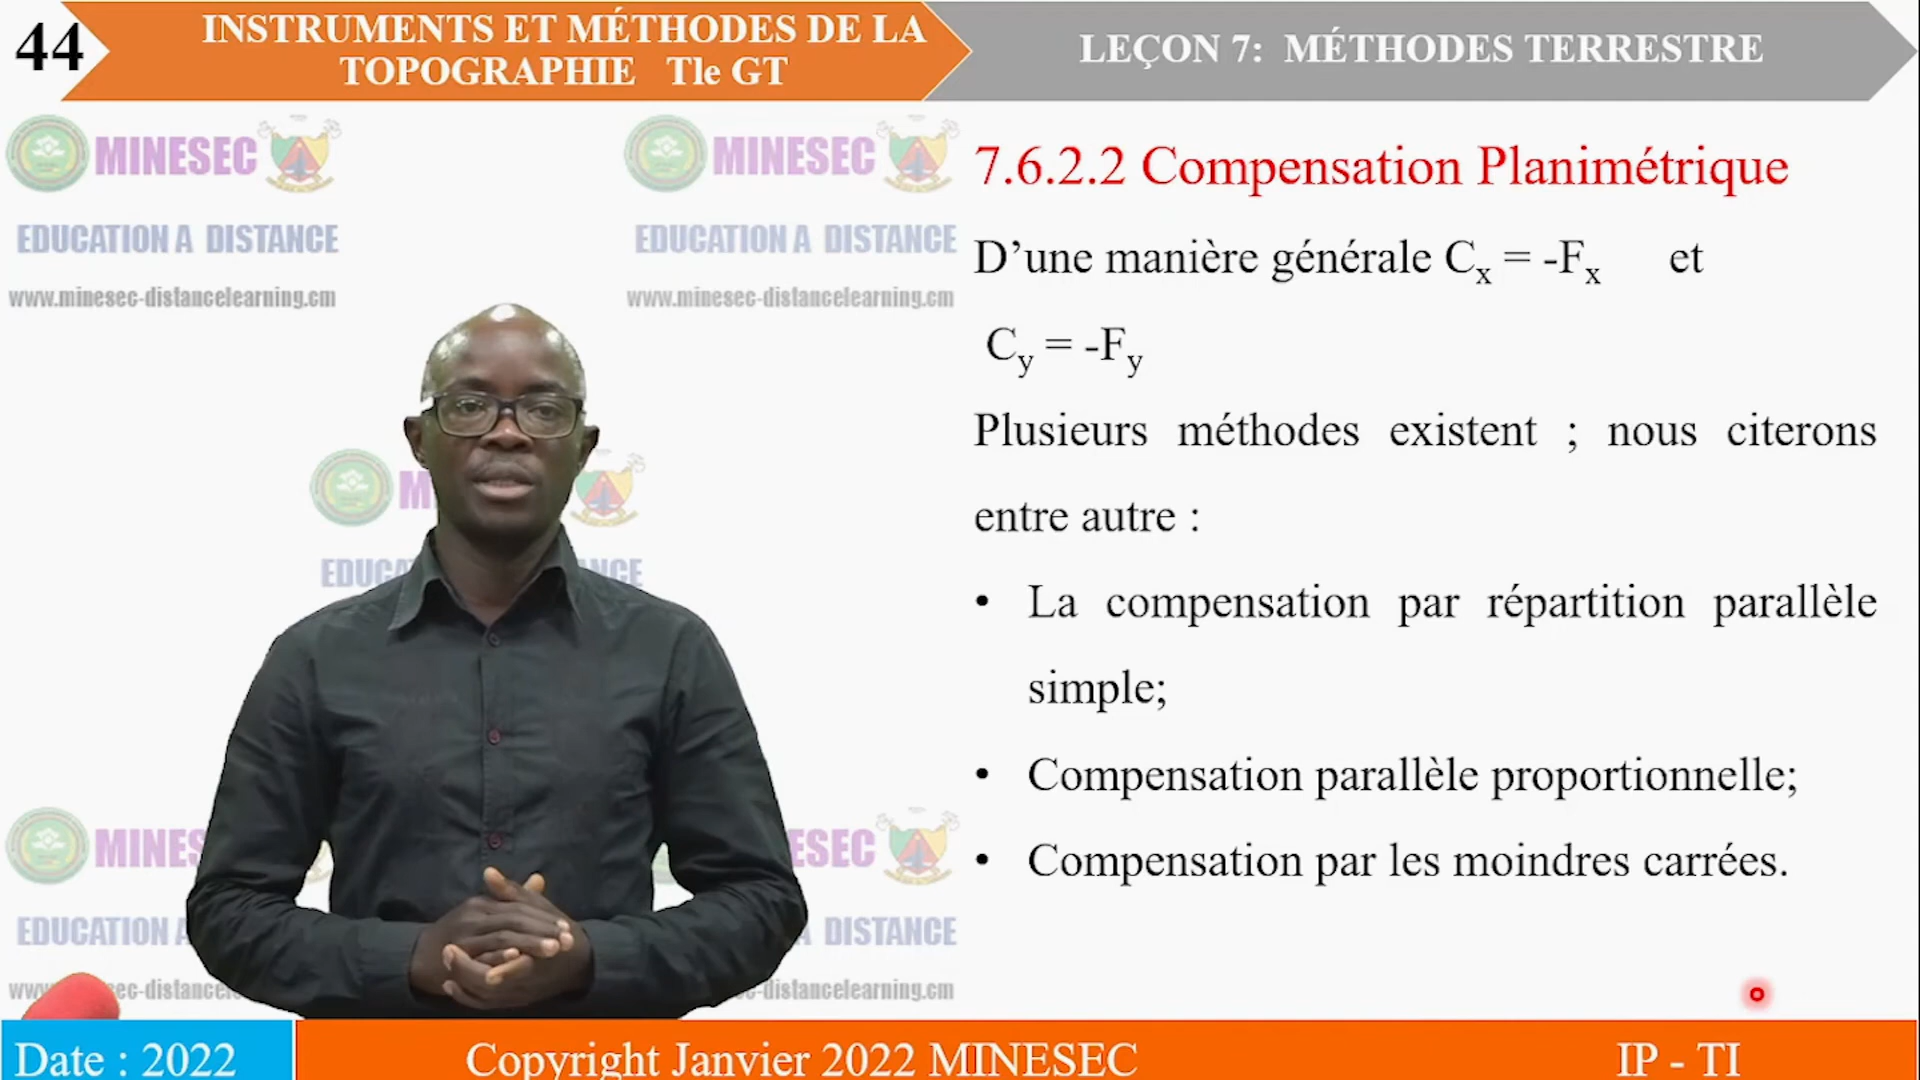 44
INSTRUMENTS ET MÉTHODES DE LA
TOPOGRAPHIE Tle GT
LEÇON 7: MÉTHODES TERRESTRE
MINESEC
EDUCATION A DISTANCE
www.minesec-distancelearning.cm
MINESEC
EDUCATION A DISTANCE
www.minesec-distancelearning.cm
7.6.2.2 Compensation Planimétrique
D’une manière générale Cx = -Fx et
Cy = -Fy
Plusieurs méthodes existent ; nous citerons
entre autre :
• La compensation par répartition parallèle
simple;
• Compensation parallèle proportionnelle;
• Compensation par les moindres carrées.
Date : 2022
Copyright Janvier 2022 MINESEC
IP - TI